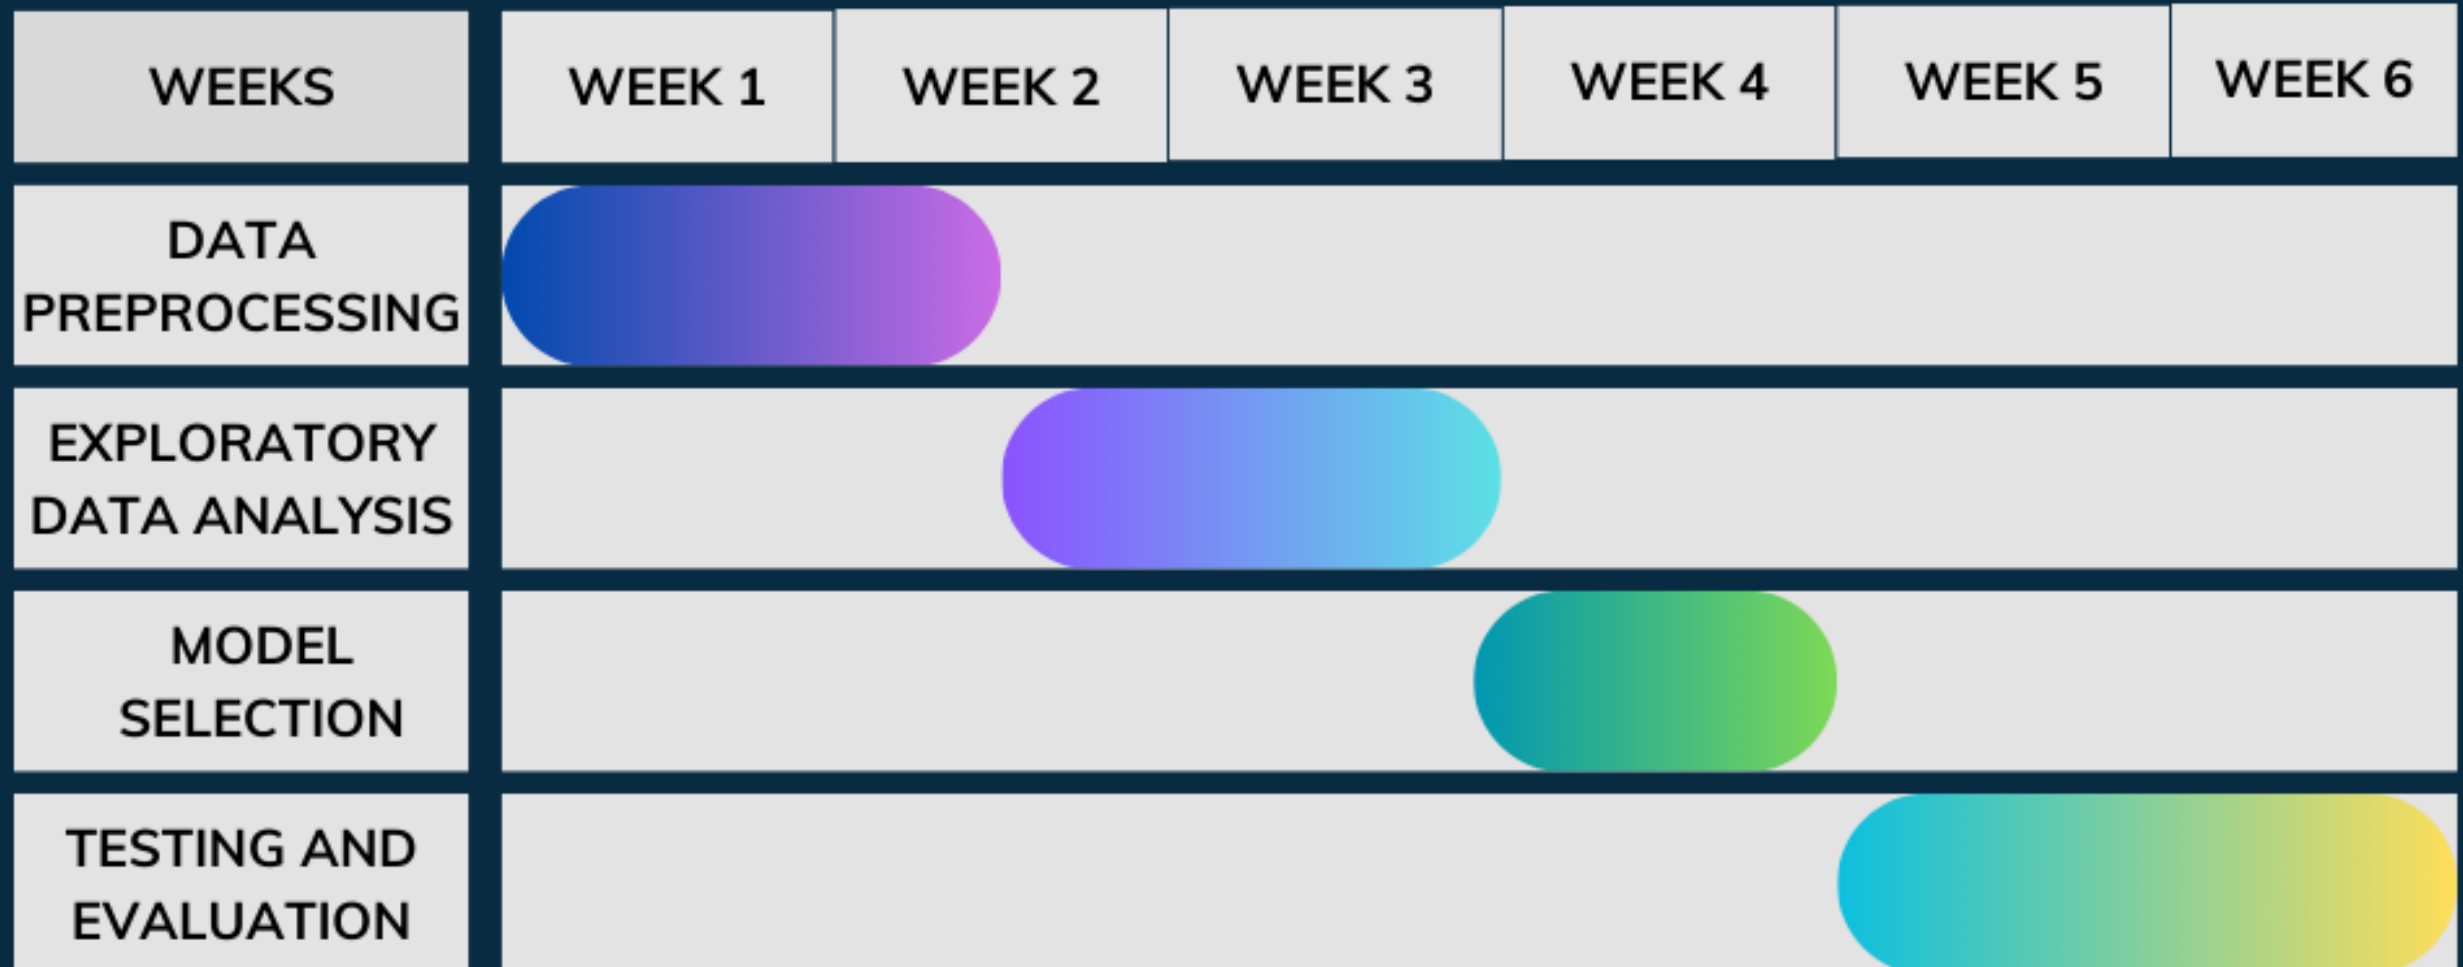 WEEKS
WEEK 1
WEEK 2
WEEK 3
WEEK 4
WEEK 5
WEEK 6
DATA
PREPROCESSING
EXPLORATORY
DATA ANALYSIS
MODEL
SELECTION
TESTING AND
EVALUATION